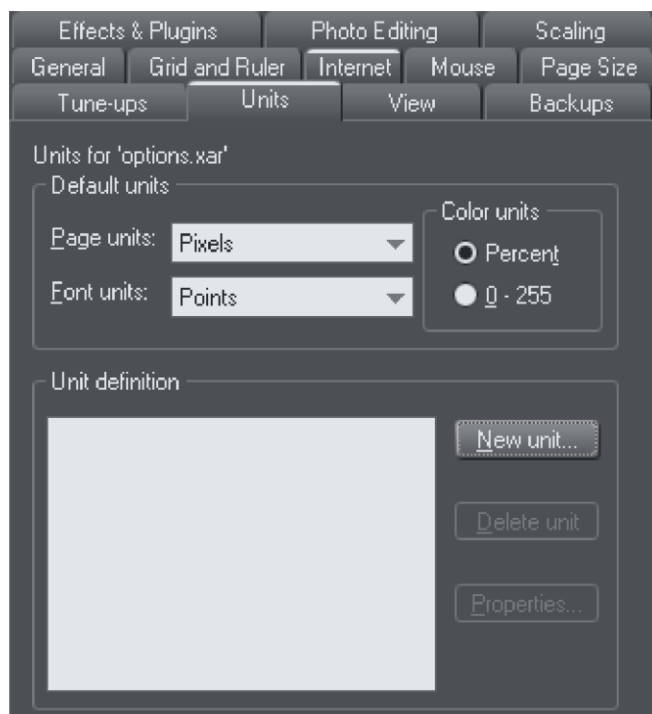 Effects & Plugins Photo Editing Scaling
General Grid and Ruler Internet Mouse Page Size
Tune-ups Units View Backups
Units for 'options.xar'
Default units
Page units: Pixels
Font units: Points
Color units
Percent
0 - 255
Unit definition
New unit...
Delete unit
Properties...